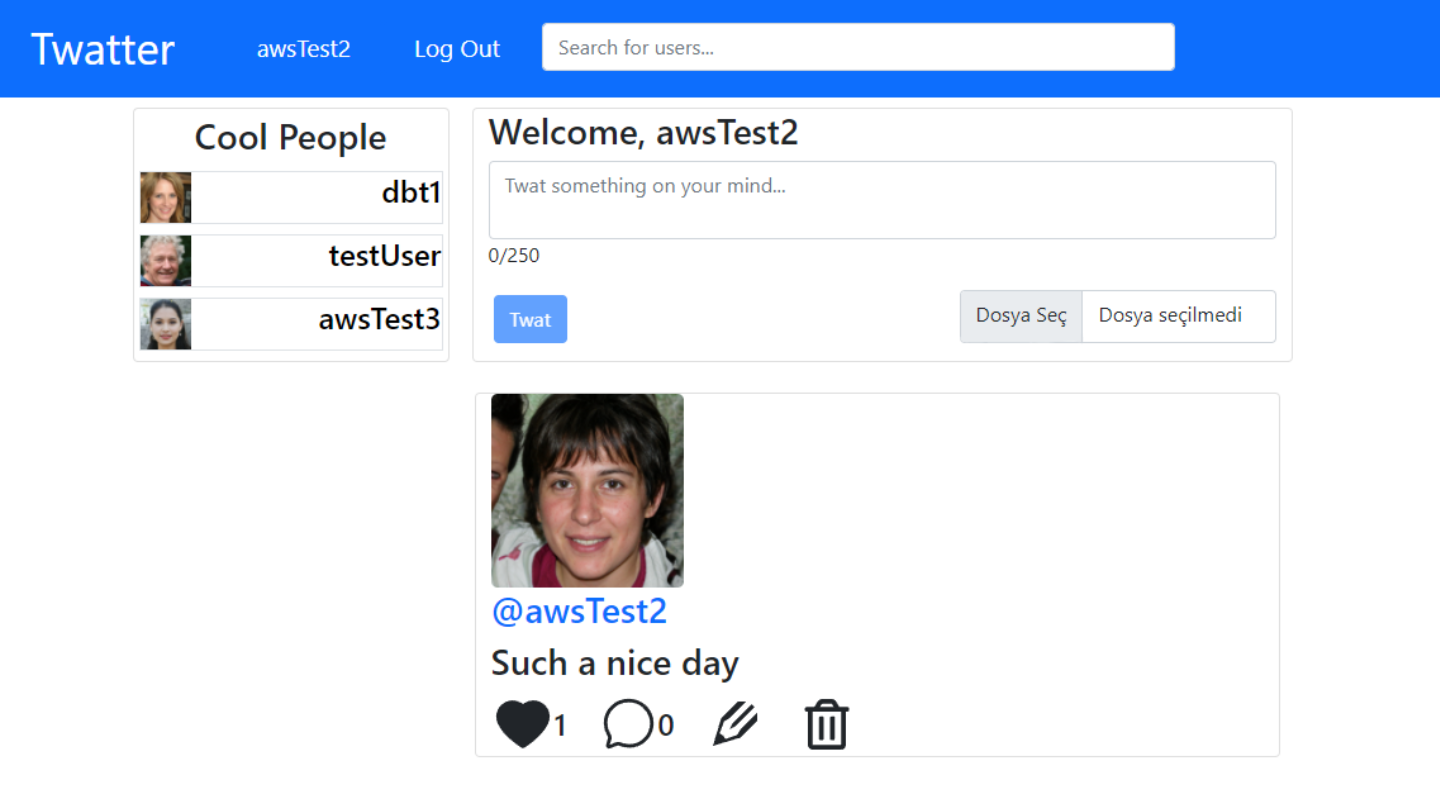 Twatter awsTest2 Log Out Search for users...
Cool People
dbt1
testUser
awsTest3
Welcome, awsTest2
Twat something on your mind...
0/250
Twat Dosya Seç Dosya seçilmedi
@awsTest2
Such a nice day
1 0